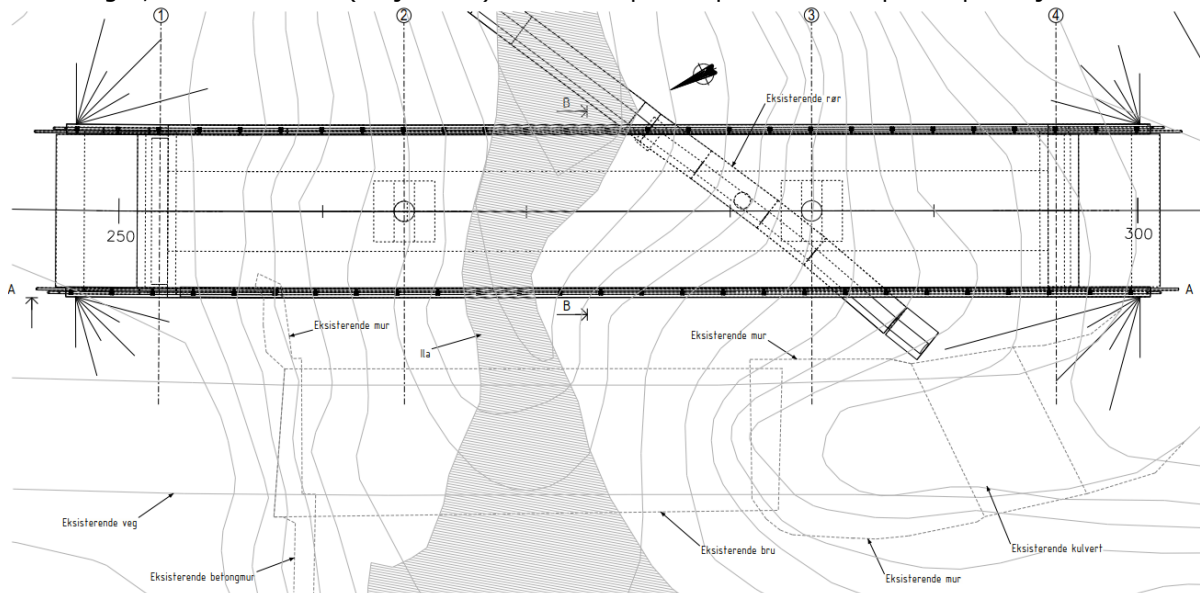 1
2
3
4
B
Eksisterende rør
250
300
A
A
B
Eksisterende mur
Ila
Eksisterende mur
Eksisterende veg
Eksisterende bru
Eksisterende kulvert
Eksisterende betongmur
Eksisterende mur